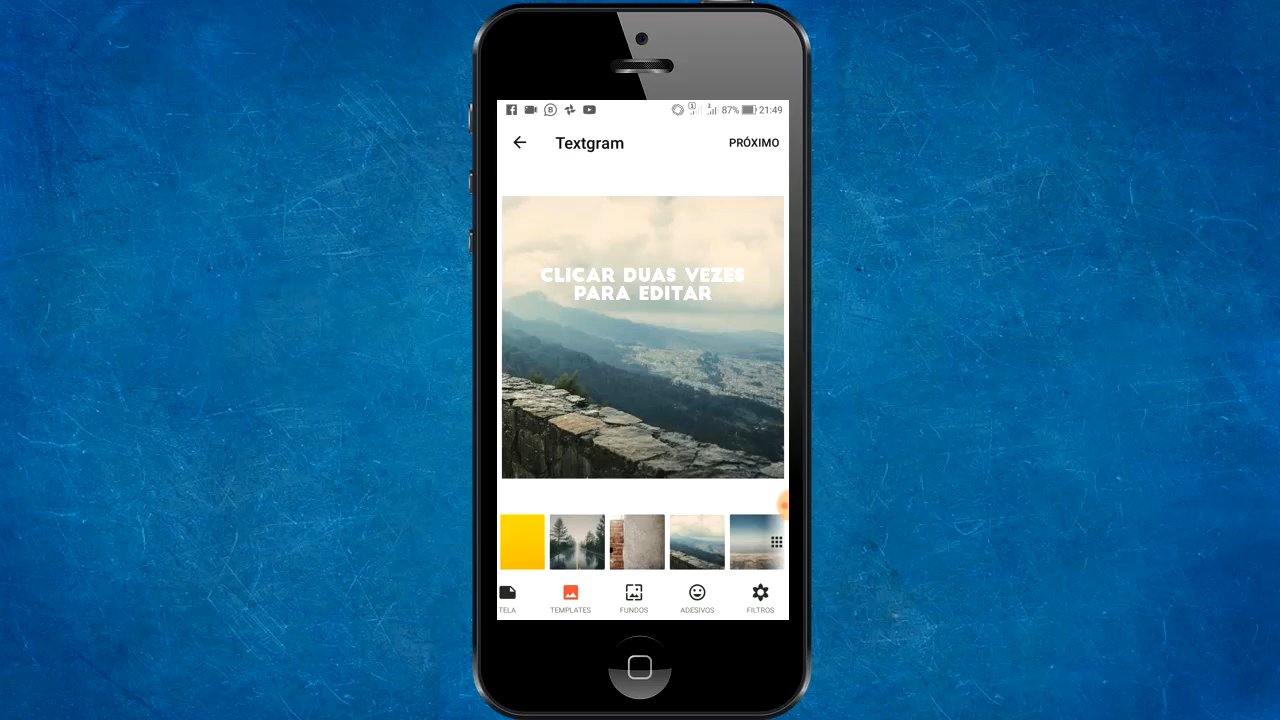 87% 21:49
Textgram PRÓXIMO
CLICAR DUAS VEZES
PARA EDITAR
TELA TEMPLATES FUNDOS ADESIVOS FILTROS